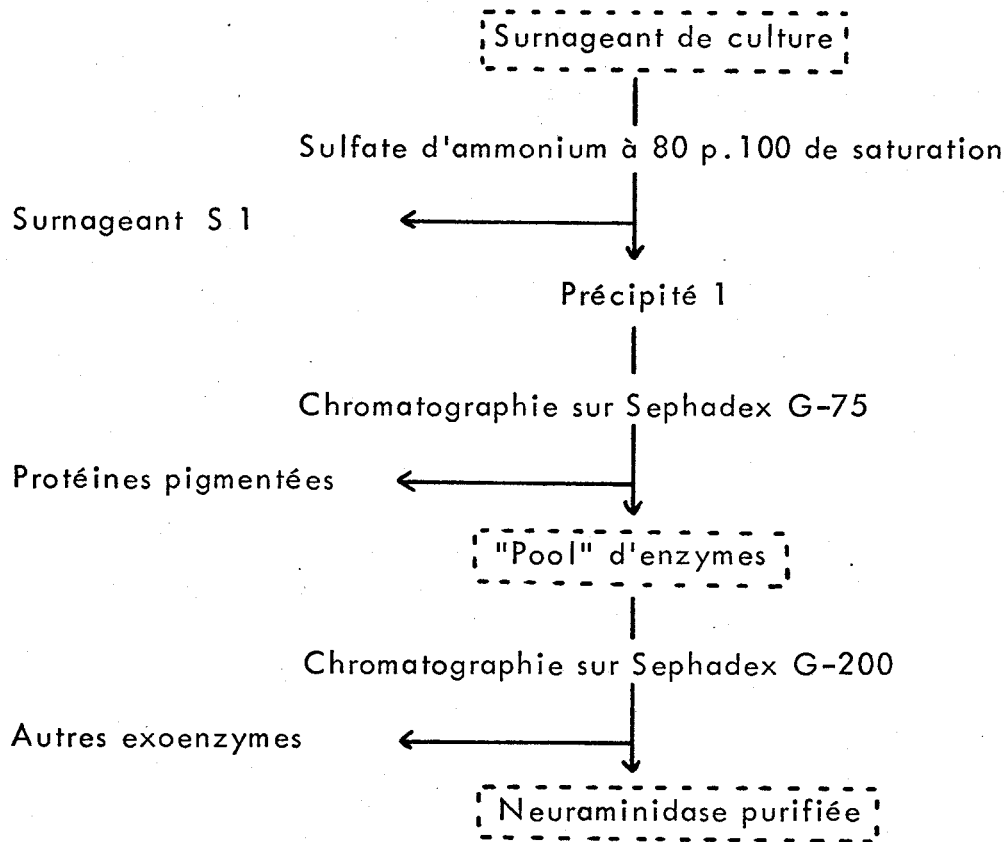 Surnageant de culture
Sulfate d'ammonium à 80 p.100 de saturation
Surnageant S 1
Précipité 1
Chromatographie sur Sephadex G-75
Protéines pigmentées
"Pool" d'enzymes
Chromatographie sur Sephadex G-200
Autres exoenzymes
Neuraminidase purifiée